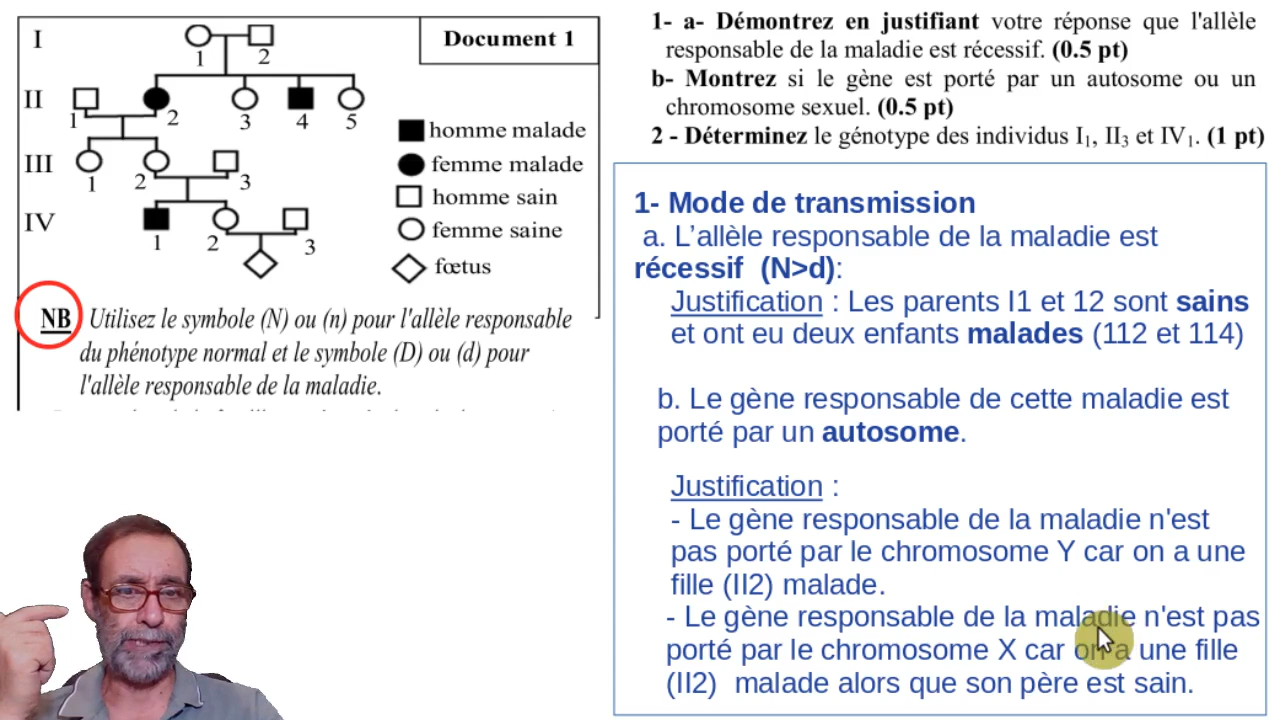 I
1
2
Document 1
II
1
2
3
4
5
homme malade
III
femme malade
1
2
3
homme sain
IV
femme saine
1
2
3
fœtus
NB Utilisez le symbole (N) ou (n) pour l'allèle responsable
du phénotype normal et le symbole (D) ou (d) pour
l'allèle responsable de la maladie.
1- a- Démontrez en justifiant votre réponse que l'allèle
responsable de la maladie est récessif. (0.5 pt)
b- Montrez si le gène est porté par un autosome ou un
chromosome sexuel. (0.5 pt)
2 - Déterminez le génotype des individus I₁, II₃ et IV₁. (1 pt)
1- Mode de transmission
a. L’allèle responsable de la maladie est
récessif (N>d):
Justification : Les parents I1 et 12 sont sains
et ont eu deux enfants malades (112 et 114)
b. Le gène responsable de cette maladie est
porté par un autosome.
Justification :
- Le gène responsable de la maladie n'est
pas porté par le chromosome Y car on a une
fille (II2) malade.
- Le gène responsable de la maladie n'est pas
porté par le chromosome X car on a une fille
(II2) malade alors que son père est sain.